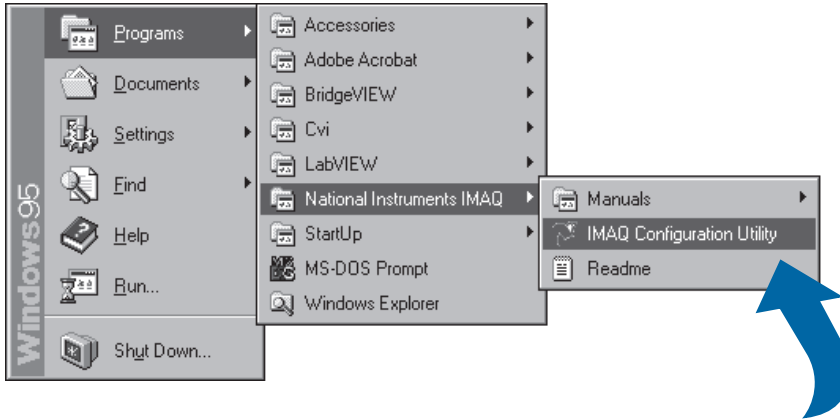 Windows95
Programs
Documents
Settings
Find
Help
Run...
Shut Down...
Accessories
Adobe Acrobat
BridgeVIEW
Cvi
LabVIEW
National Instruments IMAQ
StartUp
MS-DOS Prompt
Windows Explorer
Manuals
IMAQ Configuration Utility
Readme